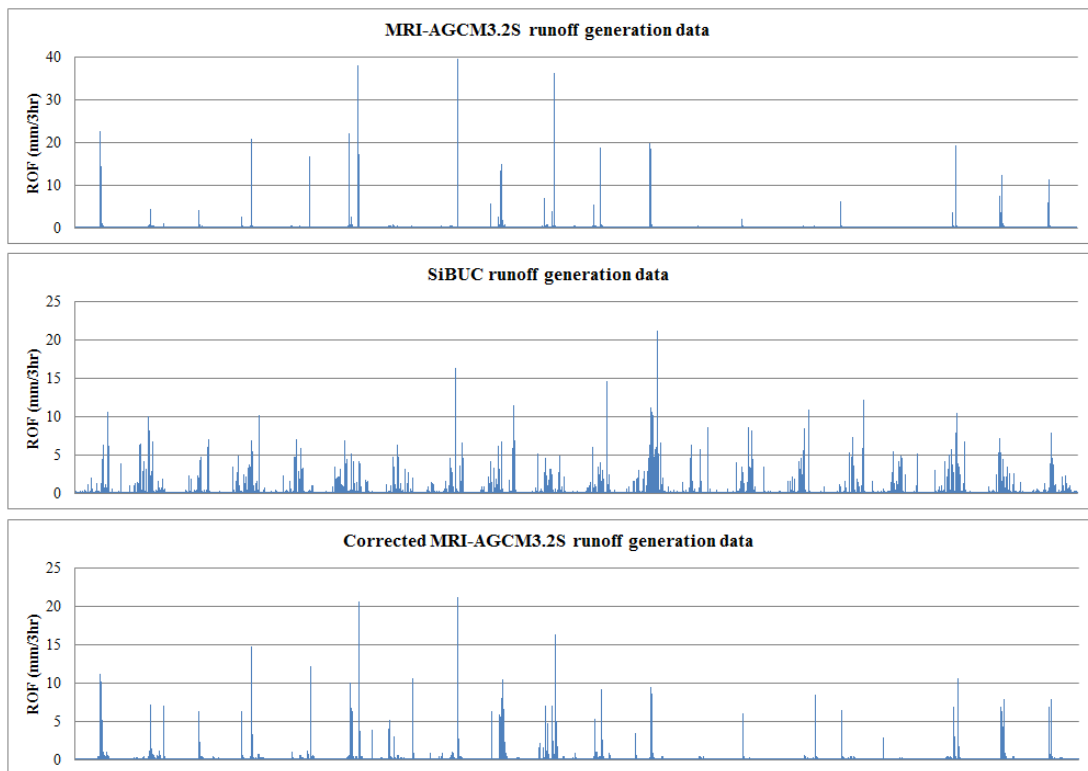 MRI-AGCM3.2S runoff generation data
ROF (mm/3hr)
40
30
20
10
0
SiBUC runoff generation data
ROF (mm/3hr)
25
20
15
10
5
0
Corrected MRI-AGCM3.2S runoff generation data
ROF (mm/3hr)
25
20
15
10
5
0